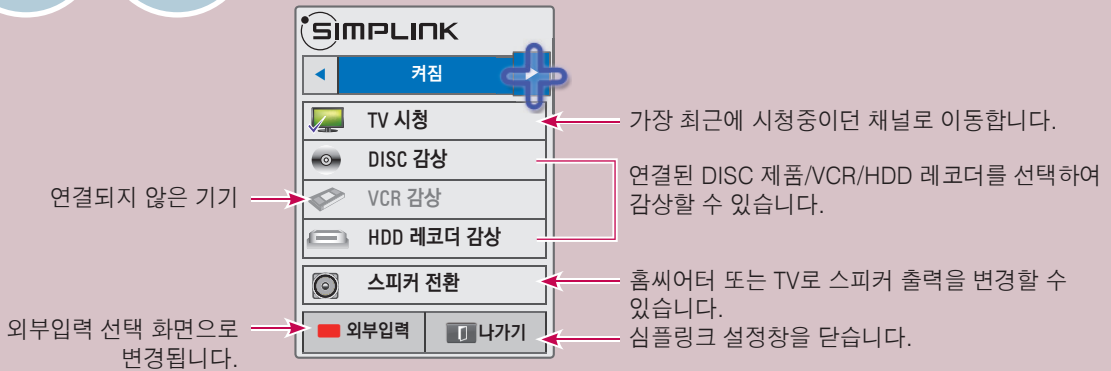 SIMPLINK
켜짐
TV 시청
DISC 감상
VCR 감상
HDD 레코더 감상
스피커 전환
외부입력
나가기
연결되지 않은 기기
외부입력 선택 화면으로
변경됩니다.
가장 최근에 시청중이던 채널로 이동합니다.
연결된 DISC 제품/VCR/HDD 레코더를 선택하여
감상할 수 있습니다.
홈씨어터 또는 TV로 스피커 출력을 변경할 수
있습니다.
심플링크 설정창을 닫습니다.